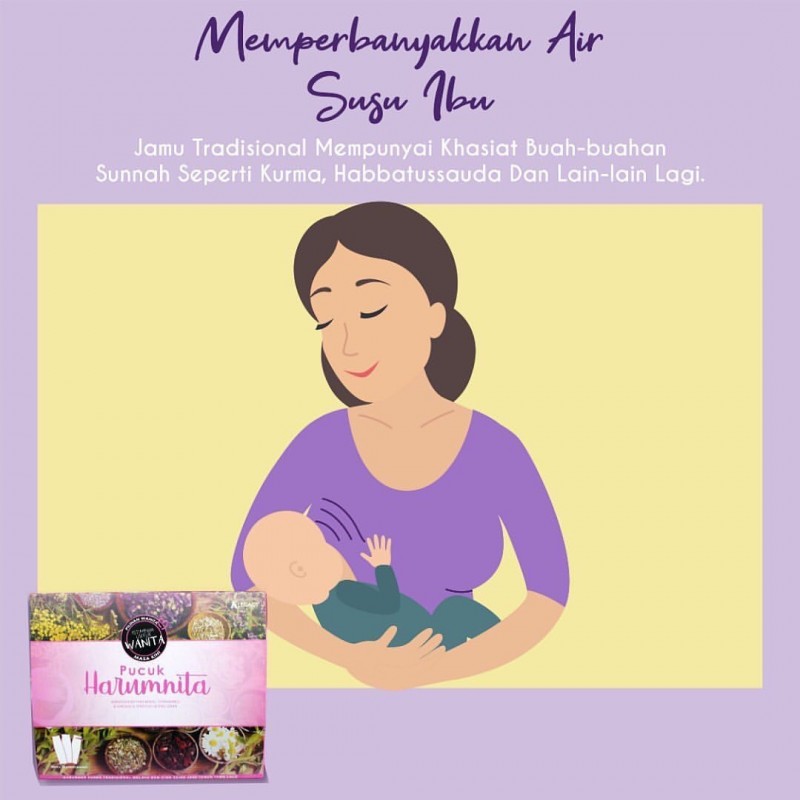 Memperbanyakkan Air
Susu Ibu
Jamu Tradisional Mempunyai Khasiat Buah-buahan
Sunnah Seperti Kurma, Habbatussauda Dan Lain-lain Lagi.
WANITA
Pucuk
Harumnita